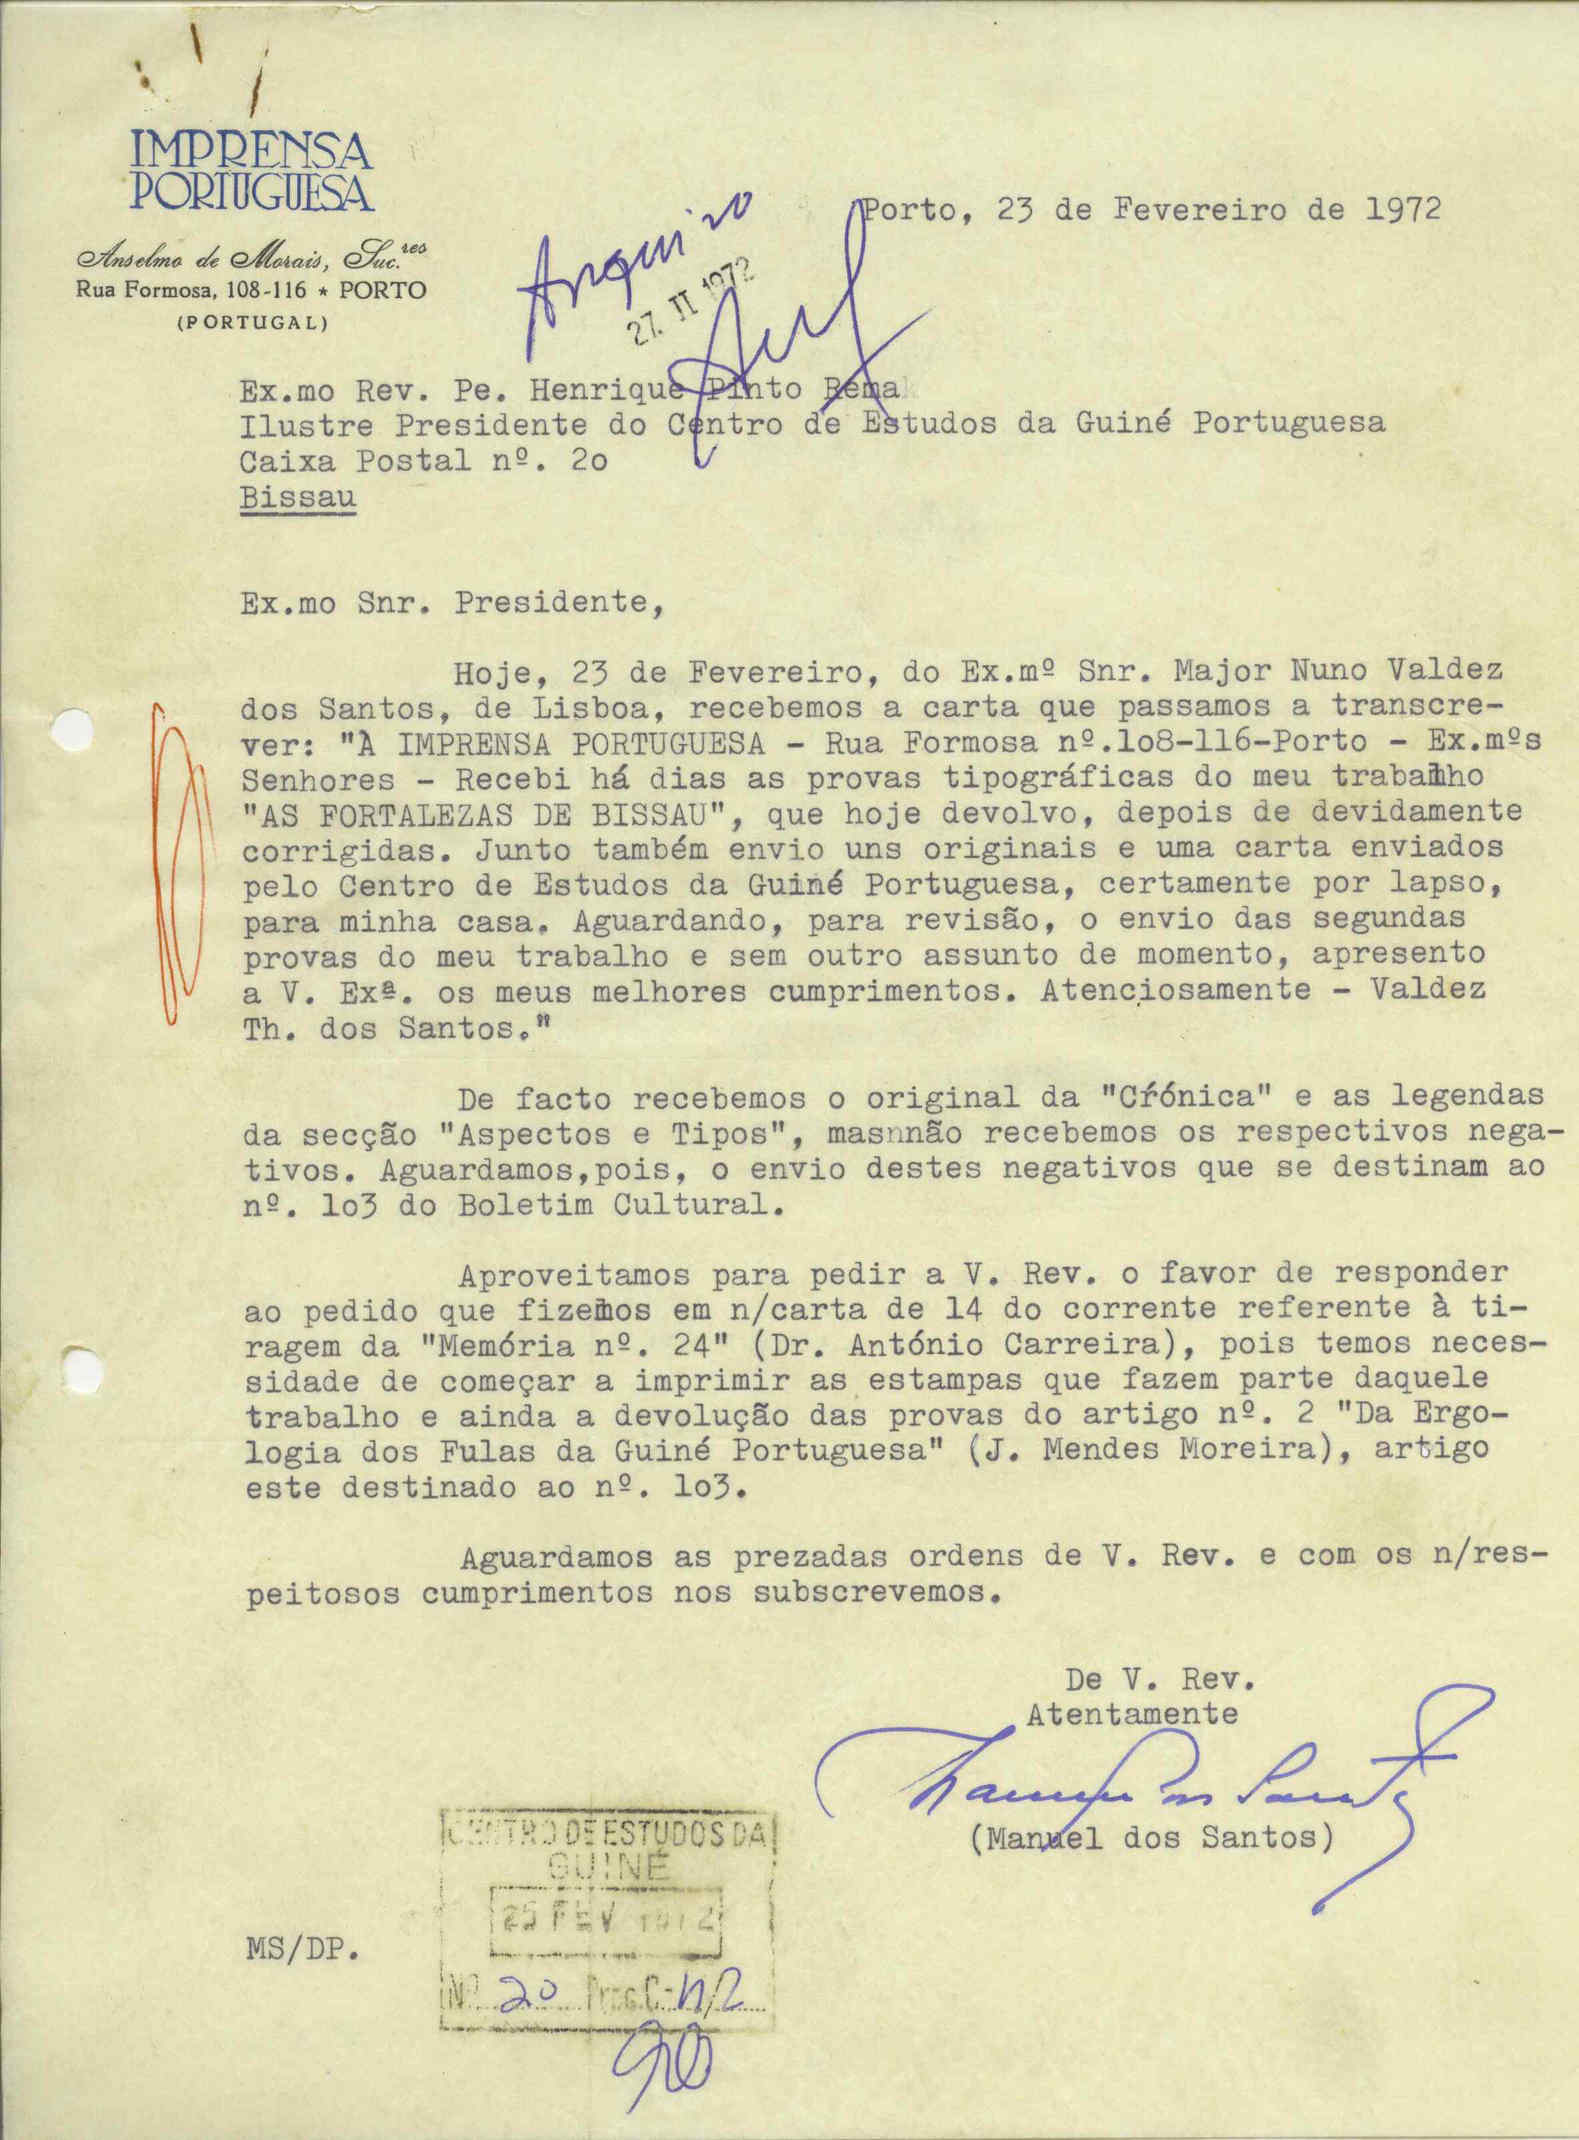 IMPRENSA
PORTUGUESA
Anselmo de Morais, Suc.res
Rua Formosa, 108-116 * PORTO
(PORTUGAL)
Porto, 23 de Fevereiro de 1972
Arquivo
27. II 1972
Ex.mo Rev. Pe. Henrique Pinto Rema
Ilustre Presidente do Centro de Estudos da Guiné Portuguesa
Caixa Postal nº. 2o
Bissau
Ex.mo Snr. Presidente,
Hoje, 23 de Fevereiro, do Ex.mº Snr. Major Nuno Valdez
dos Santos, de Lisboa, recebemos a carta que passamos a transcre-
ver: "À IMPRENSA PORTUGUESA - Rua Formosa nº.lo8-116-Porto - Ex.mºs
Senhores - Recebi há dias as provas tipográficas do meu trabalho
"AS FORTALEZAS DE BISSAU", que hoje devolvo, depois de devidamente
corrigidas. Junto também envio uns originais e uma carta enviados
pelo Centro de Estudos da Guiné Portuguesa, certamente por lapso,
para minha casa. Aguardando, para revisão, o envio das segundas
provas do meu trabalho e sem outro assunto de momento, apresento
a V. Exª. os meus melhores cumprimentos. Atenciosamente - Valdez
Th. dos Santos."
De facto recebemos o original da "Crónica" e as legendas
da secção "Aspectos e Tipos", masnnão recebemos os respectivos nega-
tivos. Aguardamos,pois, o envio destes negativos que se destinam ao
nº. lo3 do Boletim Cultural.
Aproveitamos para pedir a V. Rev. o favor de responder
ao pedido que fizemos em n/carta de 14 do corrente referente à ti-
ragem da "Memória nº. 24" (Dr. António Carreira), pois temos neces-
sidade de começar a imprimir as estampas que fazem parte daquele
trabalho e ainda a devolução das provas do artigo nº. 2 "Da Ergo-
logia dos Fulas da Guiné Portuguesa" (J. Mendes Moreira), artigo
este destinado ao nº. lo3.
Aguardamos as prezadas ordens de V. Rev. e com os n/res-
peitosos cumprimentos nos subscrevemos.
De V. Rev.
Atentamente
Manuel dos Santos
(Manuel dos Santos)
CENTRO DE ESTUDOS DA
GUINÉ
25 FEV 1972
MS/DP.
Nº 20 Proc.C-